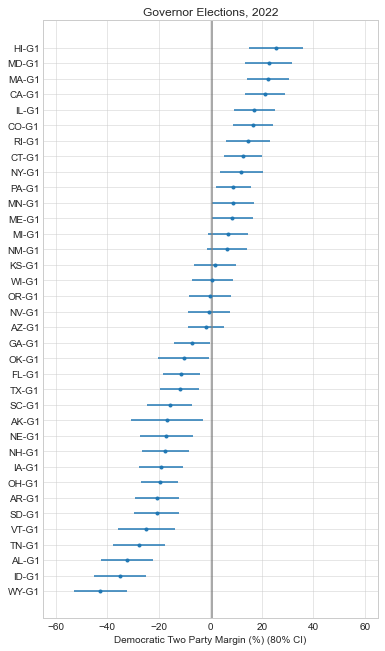 Governor Elections, 2022
HI-G1
MD-G1
MA-G1
CA-G1
IL-G1
CO-G1
RI-G1
CT-G1
NY-G1
PA-G1
MN-G1
ME-G1
MI-G1
NM-G1
KS-G1
WI-G1
OR-G1
NV-G1
AZ-G1
GA-G1
OK-G1
FL-G1
TX-G1
SC-G1
AK-G1
NE-G1
NH-G1
IA-G1
OH-G1
AR-G1
SD-G1
VT-G1
TN-G1
AL-G1
ID-G1
WY-G1
−60 −40 −20 0 20 40 60
Democratic Two Party Margin (%) (80% CI)